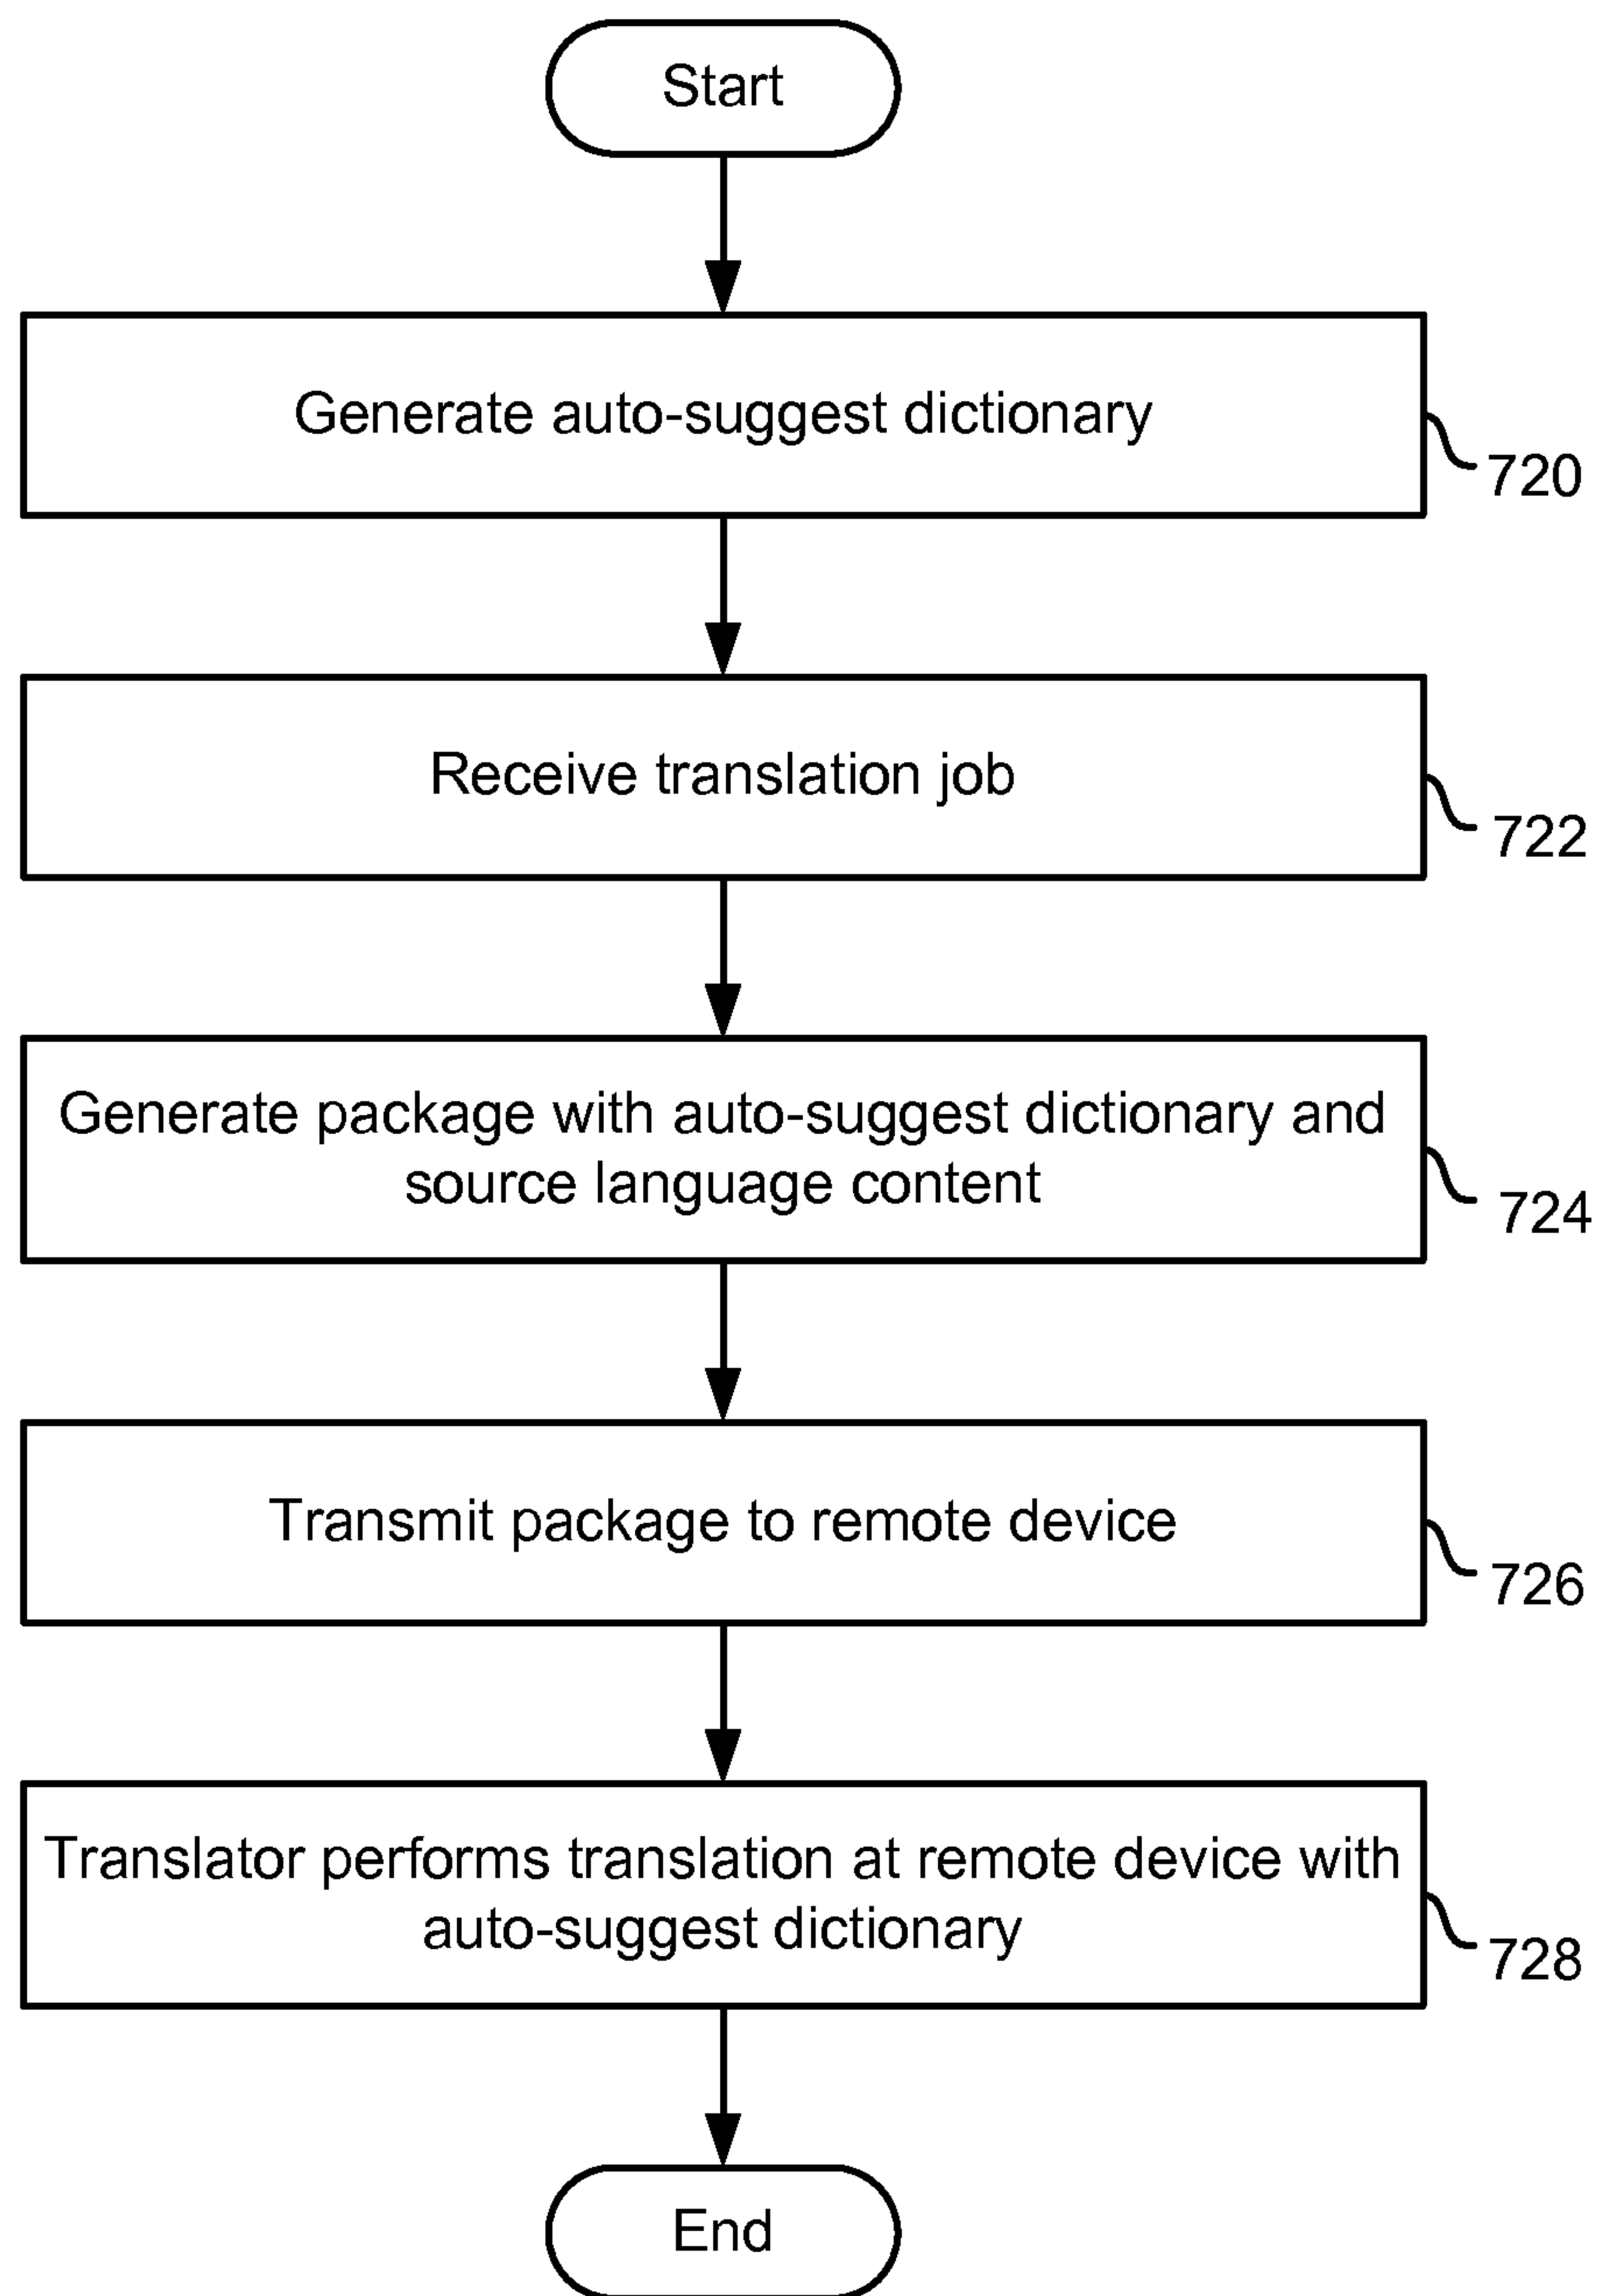 Start
Generate auto-suggest dictionary
720
Receive translation job
722
Generate package with auto-suggest dictionary and
source language content
724
Transmit package to remote device
726
Translator performs translation at remote device with
auto-suggest dictionary
728
End